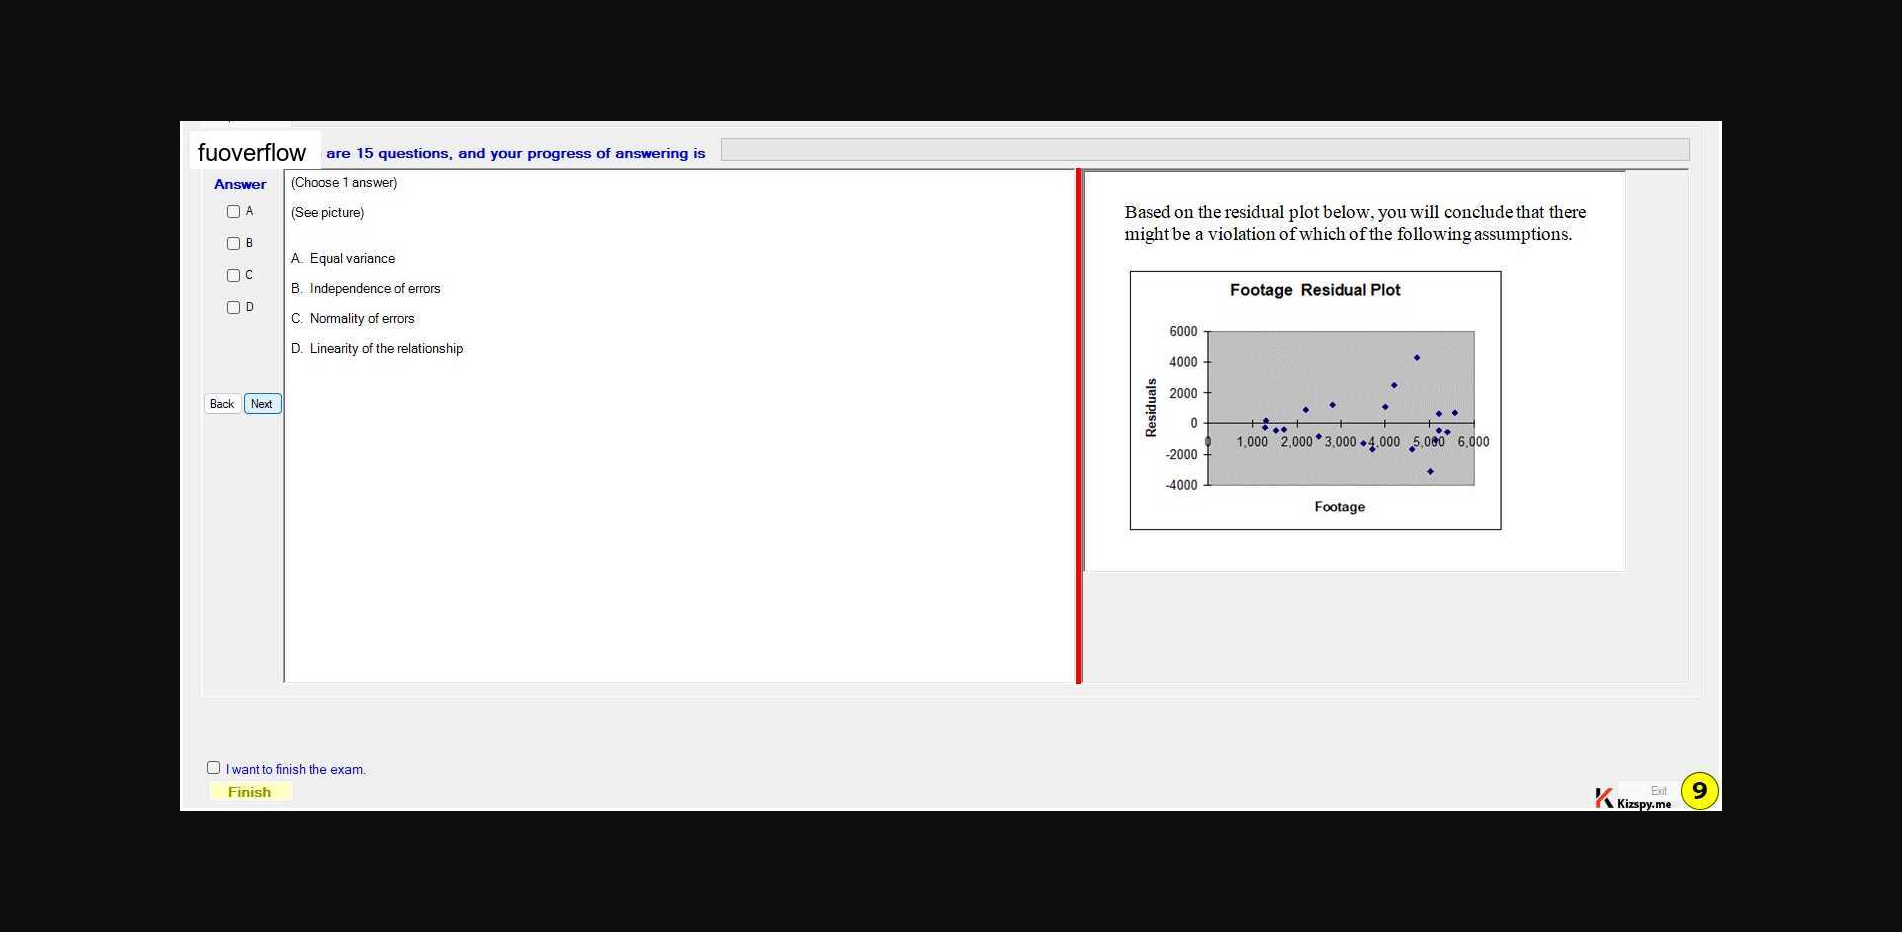 fuoverflow are 15 questions, and your progress of answering is
Answer
A
B
C
D
Back Next
(Choose 1 answer)
(See picture)
A. Equal variance
B. Independence of errors
C. Normality of errors
D. Linearity of the relationship
Based on the residual plot below, you will conclude that there
might be a violation of which of the following assumptions.
Footage Residual Plot
6000
4000
2000
0
-2000
-4000
Residuals
0 1,000 2,000 3,000 4,000 5,000 6,000
Footage
I want to finish the exam.
Finish
Exit
Kizspy.me
9